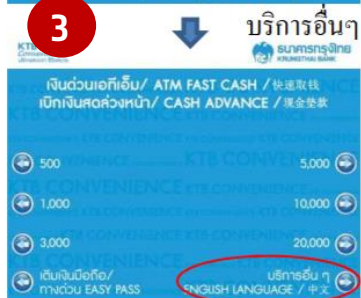 3
บริการอื่นๆ
KTB
ธนาคารกรุงไทย
KRUNGTHAI BANK
เงินด่วนเอทีเอ็ม/ ATM FAST CASH /快速取钱
เบิกเงินสดล่วงหน้า/ CASH ADVANCE /现金垫款
500
5,000
1,000
10,000
3,000
20,000
เติมเงินมือถือ/
ทางด่วน EASY PASS
บริการอื่น ๆ
ENGLISH LANGUAGE / 中文